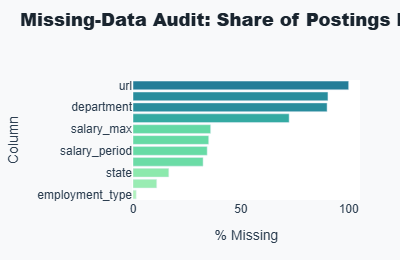 Missing-Data Audit: Share of Postings
Column
url
department
salary_max
salary_period
state
employment_type
0 50 100
% Missing